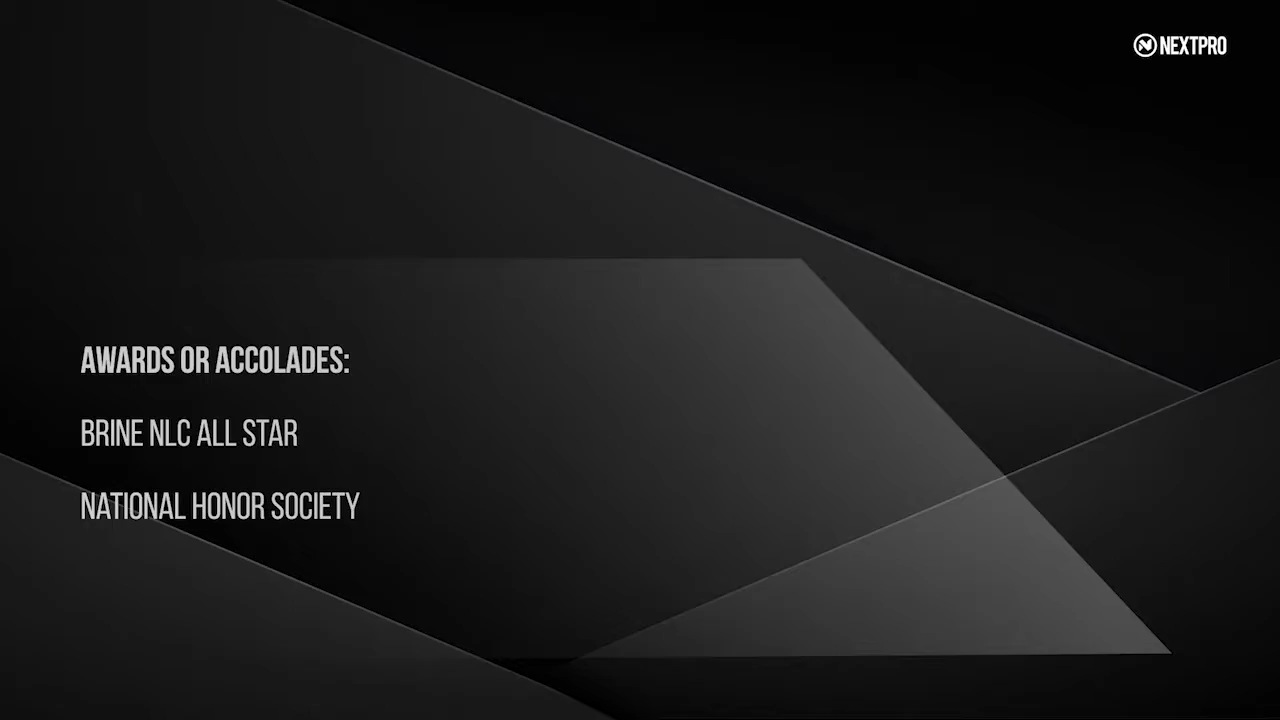 NEXTPRO
AWARDS OR ACCOLADES:
BRINE NLC ALL STAR
NATIONAL HONOR SOCIETY